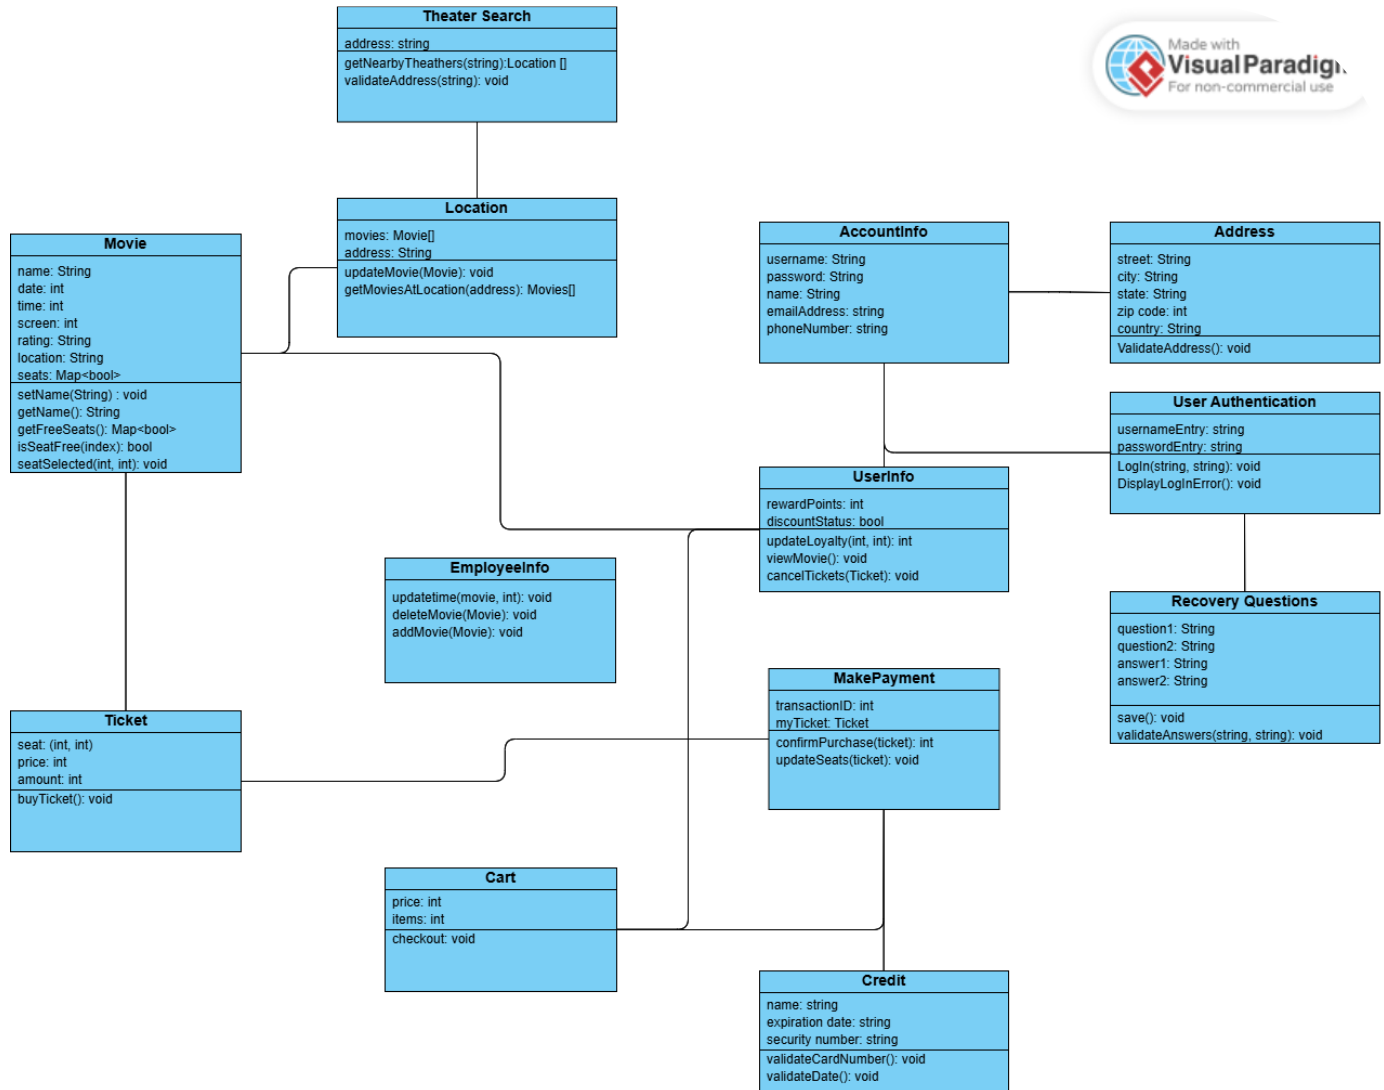 Theater Search
address: string
getNearbyTheathers(string):Location []
validateAddress(string): void
Made with
Visual Paradigm
For non-commercial use
Location
movies: Movie[]
address: String
updateMovie(Movie): void
getMoviesAtLocation(address): Movies[]
Movie
name: String
date: int
time: int
screen: int
rating: String
location: String
seats: Map<bool>
setName(String) : void
getName(): String
getFreeSeats(): Map<bool>
isSeatFree(index): bool
seatSelected(int, int): void
AccountInfo
username: String
password: String
name: String
emailAddress: string
phoneNumber: string
Address
street: String
city: String
state: String
zip code: int
country: String
ValidateAddress(): void
User Authentication
usernameEntry: string
passwordEntry: string
LogIn(string, string): void
DisplayLogInError(): void
UserInfo
rewardPoints: int
discountStatus: bool
updateLoyalty(int, int): int
viewMovie(): void
cancelTickets(Ticket): void
EmployeeInfo
updatetime(movie, int): void
deleteMovie(Movie): void
addMovie(Movie): void
Recovery Questions
question1: String
question2: String
answer1: String
answer2: String
save(): void
validateAnswers(string, string): void
MakePayment
transactionID: int
myTicket: Ticket
confirmPurchase(ticket): int
updateSeats(ticket): void
Ticket
seat: (int, int)
price: int
amount: int
buyTicket(): void
Cart
price: int
items: int
checkout: void
Credit
name: string
expiration date: string
security number: string
validateCardNumber(): void
validateDate(): void